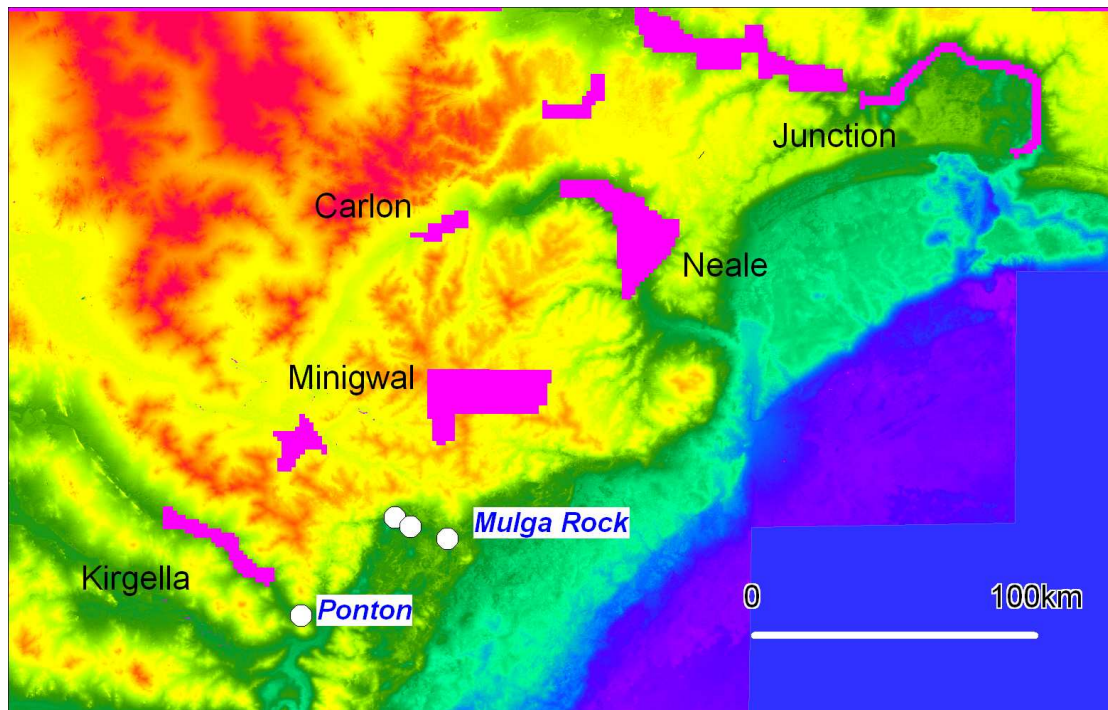 Junction
Carlon
Neale
Minigwal
Mulga Rock
Kirgella
Ponton
0 100km